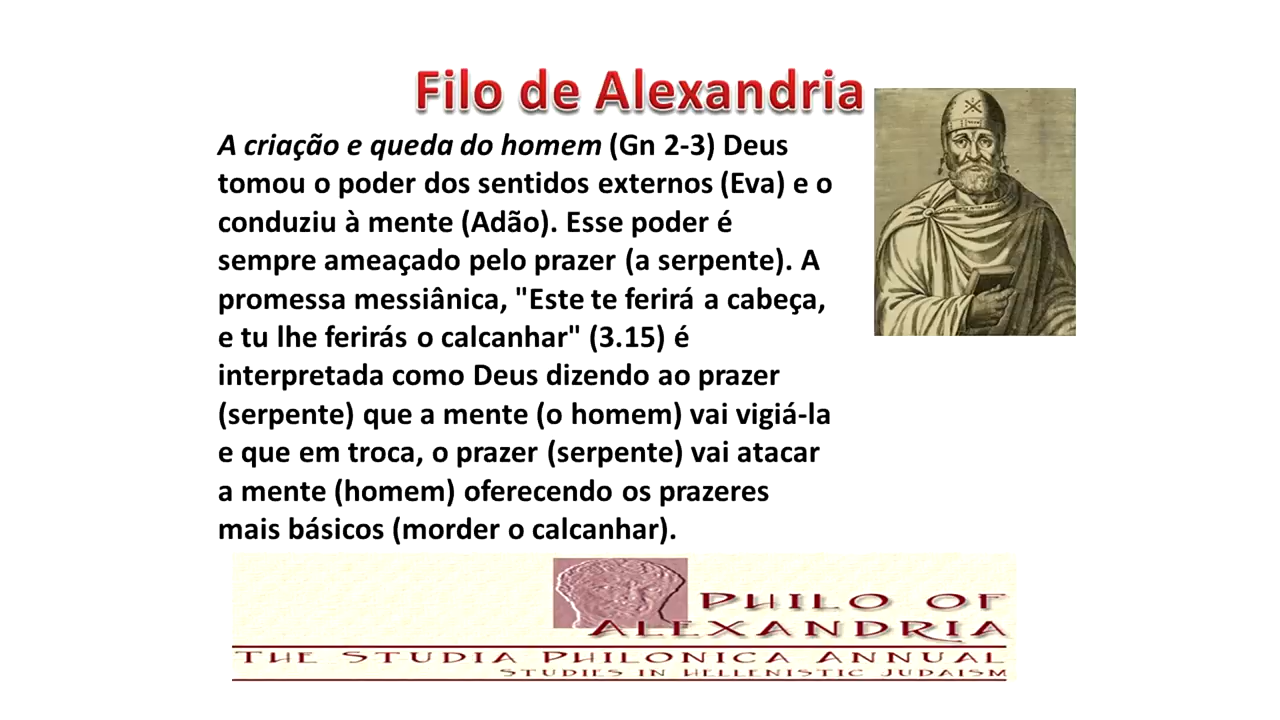 Filo de Alexandria
A criação e queda do homem (Gn 2-3) Deus
tomou o poder dos sentidos externos (Eva) e o
conduziu à mente (Adão). Esse poder é
sempre ameaçado pelo prazer (a serpente). A
promessa messiânica, "Este te ferirá a cabeça,
e tu lhe ferirás o calcanhar" (3.15) é
interpretada como Deus dizendo ao prazer
(serpente) que a mente (o homem) vai vigiá-la
e que em troca, o prazer (serpente) vai atacar
a mente (homem) oferecendo os prazeres
mais básicos (morder o calcanhar).
PHILO OF
ALEXANDRIA
THE STUDIA PHILONICA ANNUAL
STUDIES IN HELLENISTIC JUDAISM